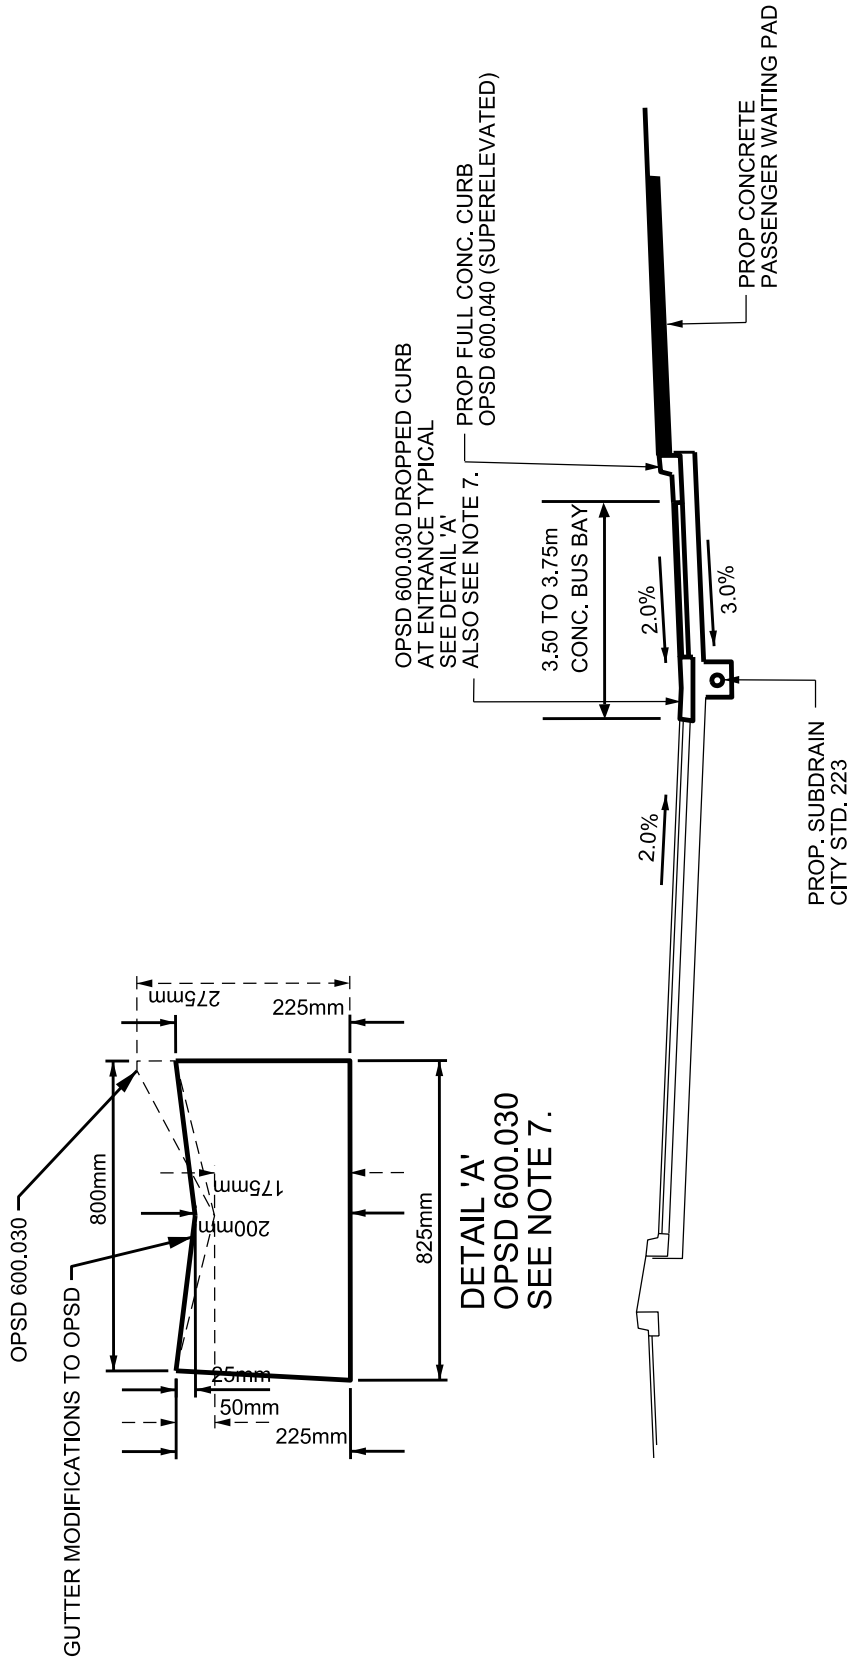 OPSD 600.030
GUTTER MODIFICATIONS TO OPSD
800mm
275mm
225mm
175mm
200mm
25mm
50mm
225mm
825mm
DETAIL 'A'
OPSD 600.030
SEE NOTE 7.
OPSD 600.030 DROPPED CURB
AT ENTRANCE TYPICAL
SEE DETAIL 'A'
ALSO SEE NOTE 7.
PROP FULL CONC. CURB
OPSD 600.040 (SUPERELEVATED)
3.50 TO 3.75m
CONC. BUS BAY
2.0%
2.0%
3.0%
PROP CONCRETE
PASSENGER WAITING PAD
PROP. SUBDRAIN
CITY STD. 223